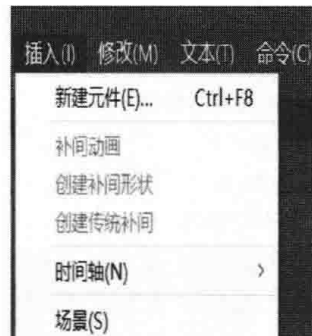 插入(I) 修改(M) 文本(T) 命令(C)
新建元件(E)... Ctrl+F8
补间动画
创建补间形状
创建传统补间
时间轴(N) >
场景(S)